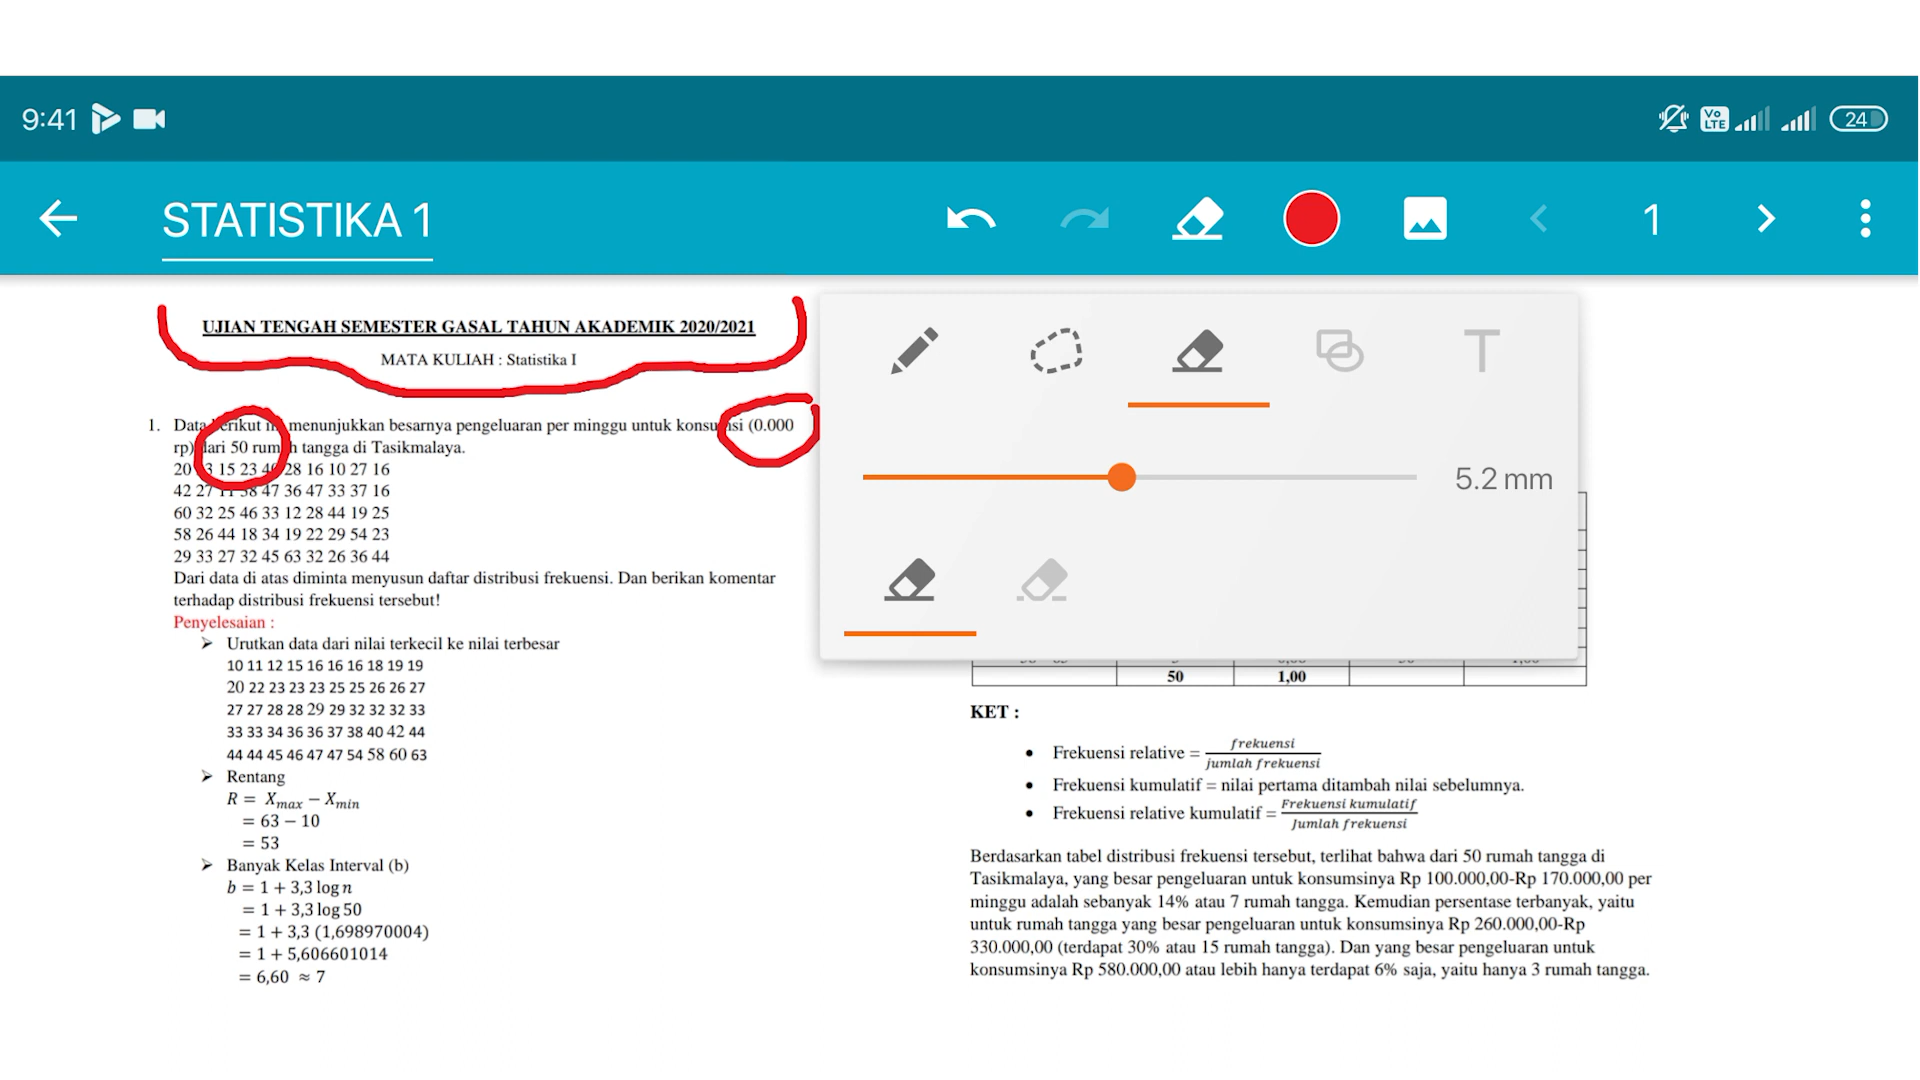 9:41
Vo LTE
24
STATISTIKA 1
1
UJIAN TENGAH SEMESTER GASAL TAHUN AKADEMIK 2020/2021
MATA KULIAH : Statistika I
1. Data berikut ini menunjukkan besarnya pengeluaran per minggu untuk konsumsi (0.000
rp) dari 50 rumah tangga di Tasikmalaya.
20 23 15 23 40 28 16 10 27 16
42 27 11 38 47 36 47 33 37 16
60 32 25 46 33 12 28 44 19 25
58 26 44 18 34 19 22 29 54 23
29 33 27 32 45 63 32 26 36 44
Dari data di atas diminta menyusun daftar distribusi frekuensi. Dan berikan komentar
terhadap distribusi frekuensi tersebut!
Penyelesaian :
➢ Urutkan data dari nilai terkecil ke nilai terbesar
10 11 12 15 16 16 16 18 19 19
20 22 23 23 23 25 25 26 26 27
27 27 28 28 29 29 32 32 32 33
33 33 34 36 36 37 38 40 42 44
44 44 45 46 47 47 54 58 60 63
➢ Rentang
R = Xmax − Xmin
= 63 − 10
= 53
➢ Banyak Kelas Interval (b)
b = 1 + 3,3 log n
= 1 + 3,3 log 50
= 1 + 3,3 (1,698970004)
= 1 + 5,606601014
= 6,60 ≈ 7
5.2 mm
50 1,00
KET :
• Frekuensi relative = frekuensi / jumlah frekuensi
• Frekuensi kumulatif = nilai pertama ditambah nilai sebelumnya.
• Frekuensi relative kumulatif = Frekuensi kumulatif / Jumlah frekuensi
Berdasarkan tabel distribusi frekuensi tersebut, terlihat bahwa dari 50 rumah tangga di
Tasikmalaya, yang besar pengeluaran untuk konsumsinya Rp 100.000,00-Rp 170.000,00 per
minggu adalah sebanyak 14% atau 7 rumah tangga. Kemudian persentase terbanyak, yaitu
untuk rumah tangga yang besar pengeluaran untuk konsumsinya Rp 260.000,00-Rp
330.000,00 (terdapat 30% atau 15 rumah tangga). Dan yang besar pengeluaran untuk
konsumsinya Rp 580.000,00 atau lebih hanya terdapat 6% saja, yaitu hanya 3 rumah tangga.